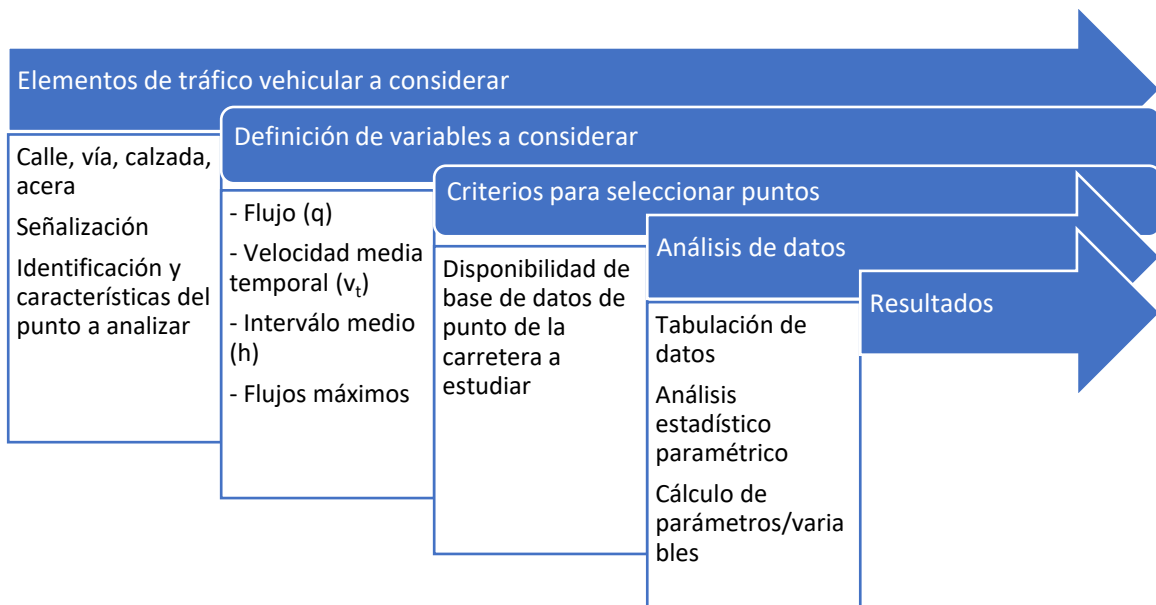 Elementos de tráfico vehicular a considerar
Calle, vía, calzada,
acera
Señalización
Identificación y
características del
punto a analizar
Definición de variables a considerar
- Flujo (q)
- Velocidad media
temporal (vt)
- Interválo medio
(h)
- Flujos máximos
Criterios para seleccionar puntos
Disponibilidad de
base de datos de
punto de la
carretera a
estudiar
Análisis de datos
Tabulación de
datos
Análisis
estadístico
paramétrico
Cálculo de
parámetros/varia
bles
Resultados